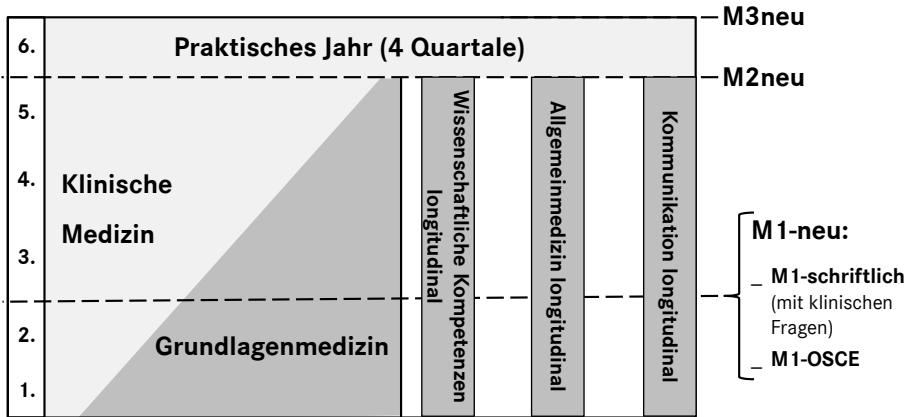 M3neu
6.
Praktisches Jahr (4 Quartale)
M2neu
5.
4.
3.
2.
1.
Klinische
Medizin
Grundlagenmedizin
Wissenschaftliche Kompetenzen
longitudinal
Allgemeinmedizin longitudinal
Kommunikation longitudinal
M1-neu:
_ M1-schriftlich
(mit klinischen
Fragen)
_ M1-OSCE